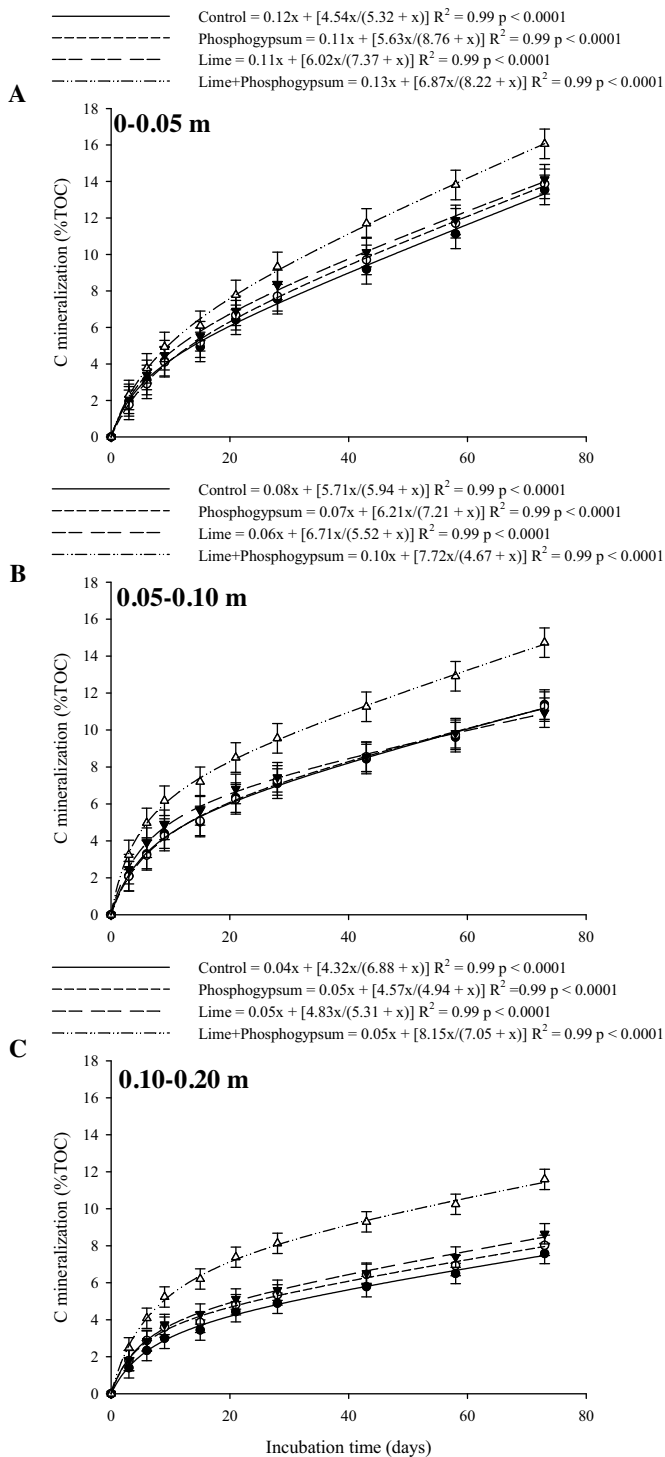 Control = 0.12x + [4.54x/(5.32 + x)] R² = 0.99 p < 0.0001
Phosphogypsum = 0.11x + [5.63x/(8.76 + x)] R² = 0.99 p < 0.0001
Lime = 0.11x + [6.02x/(7.37 + x)] R² = 0.99 p < 0.0001
Lime+Phosphogypsum = 0.13x + [6.87x/(8.22 + x)] R² = 0.99 p < 0.0001
A
0-0.05 m
C mineralization (%TOC)
18
16
14
12
10
8
6
4
2
0
0 20 40 60 80
Control = 0.08x + [5.71x/(5.94 + x)] R² = 0.99 p < 0.0001
Phosphogypsum = 0.07x + [6.21x/(7.21 + x)] R² = 0.99 p < 0.0001
Lime = 0.06x + [6.71x/(5.52 + x)] R² = 0.99 p < 0.0001
Lime+Phosphogypsum = 0.10x + [7.72x/(4.67 + x)] R² = 0.99 p < 0.0001
B
0.05-0.10 m
C mineralization (%TOC)
18
16
14
12
10
8
6
4
2
0
0 20 40 60 80
Control = 0.04x + [4.32x/(6.88 + x)] R² = 0.99 p < 0.0001
Phosphogypsum = 0.05x + [4.57x/(4.94 + x)] R² =0.99 p < 0.0001
Lime = 0.05x + [4.83x/(5.31 + x)] R² = 0.99 p < 0.0001
Lime+Phosphogypsum = 0.05x + [8.15x/(7.05 + x)] R² = 0.99 p < 0.0001
C
0.10-0.20 m
C mineralization (%TOC)
18
16
14
12
10
8
6
4
2
0
0 20 40 60 80
Incubation time (days)